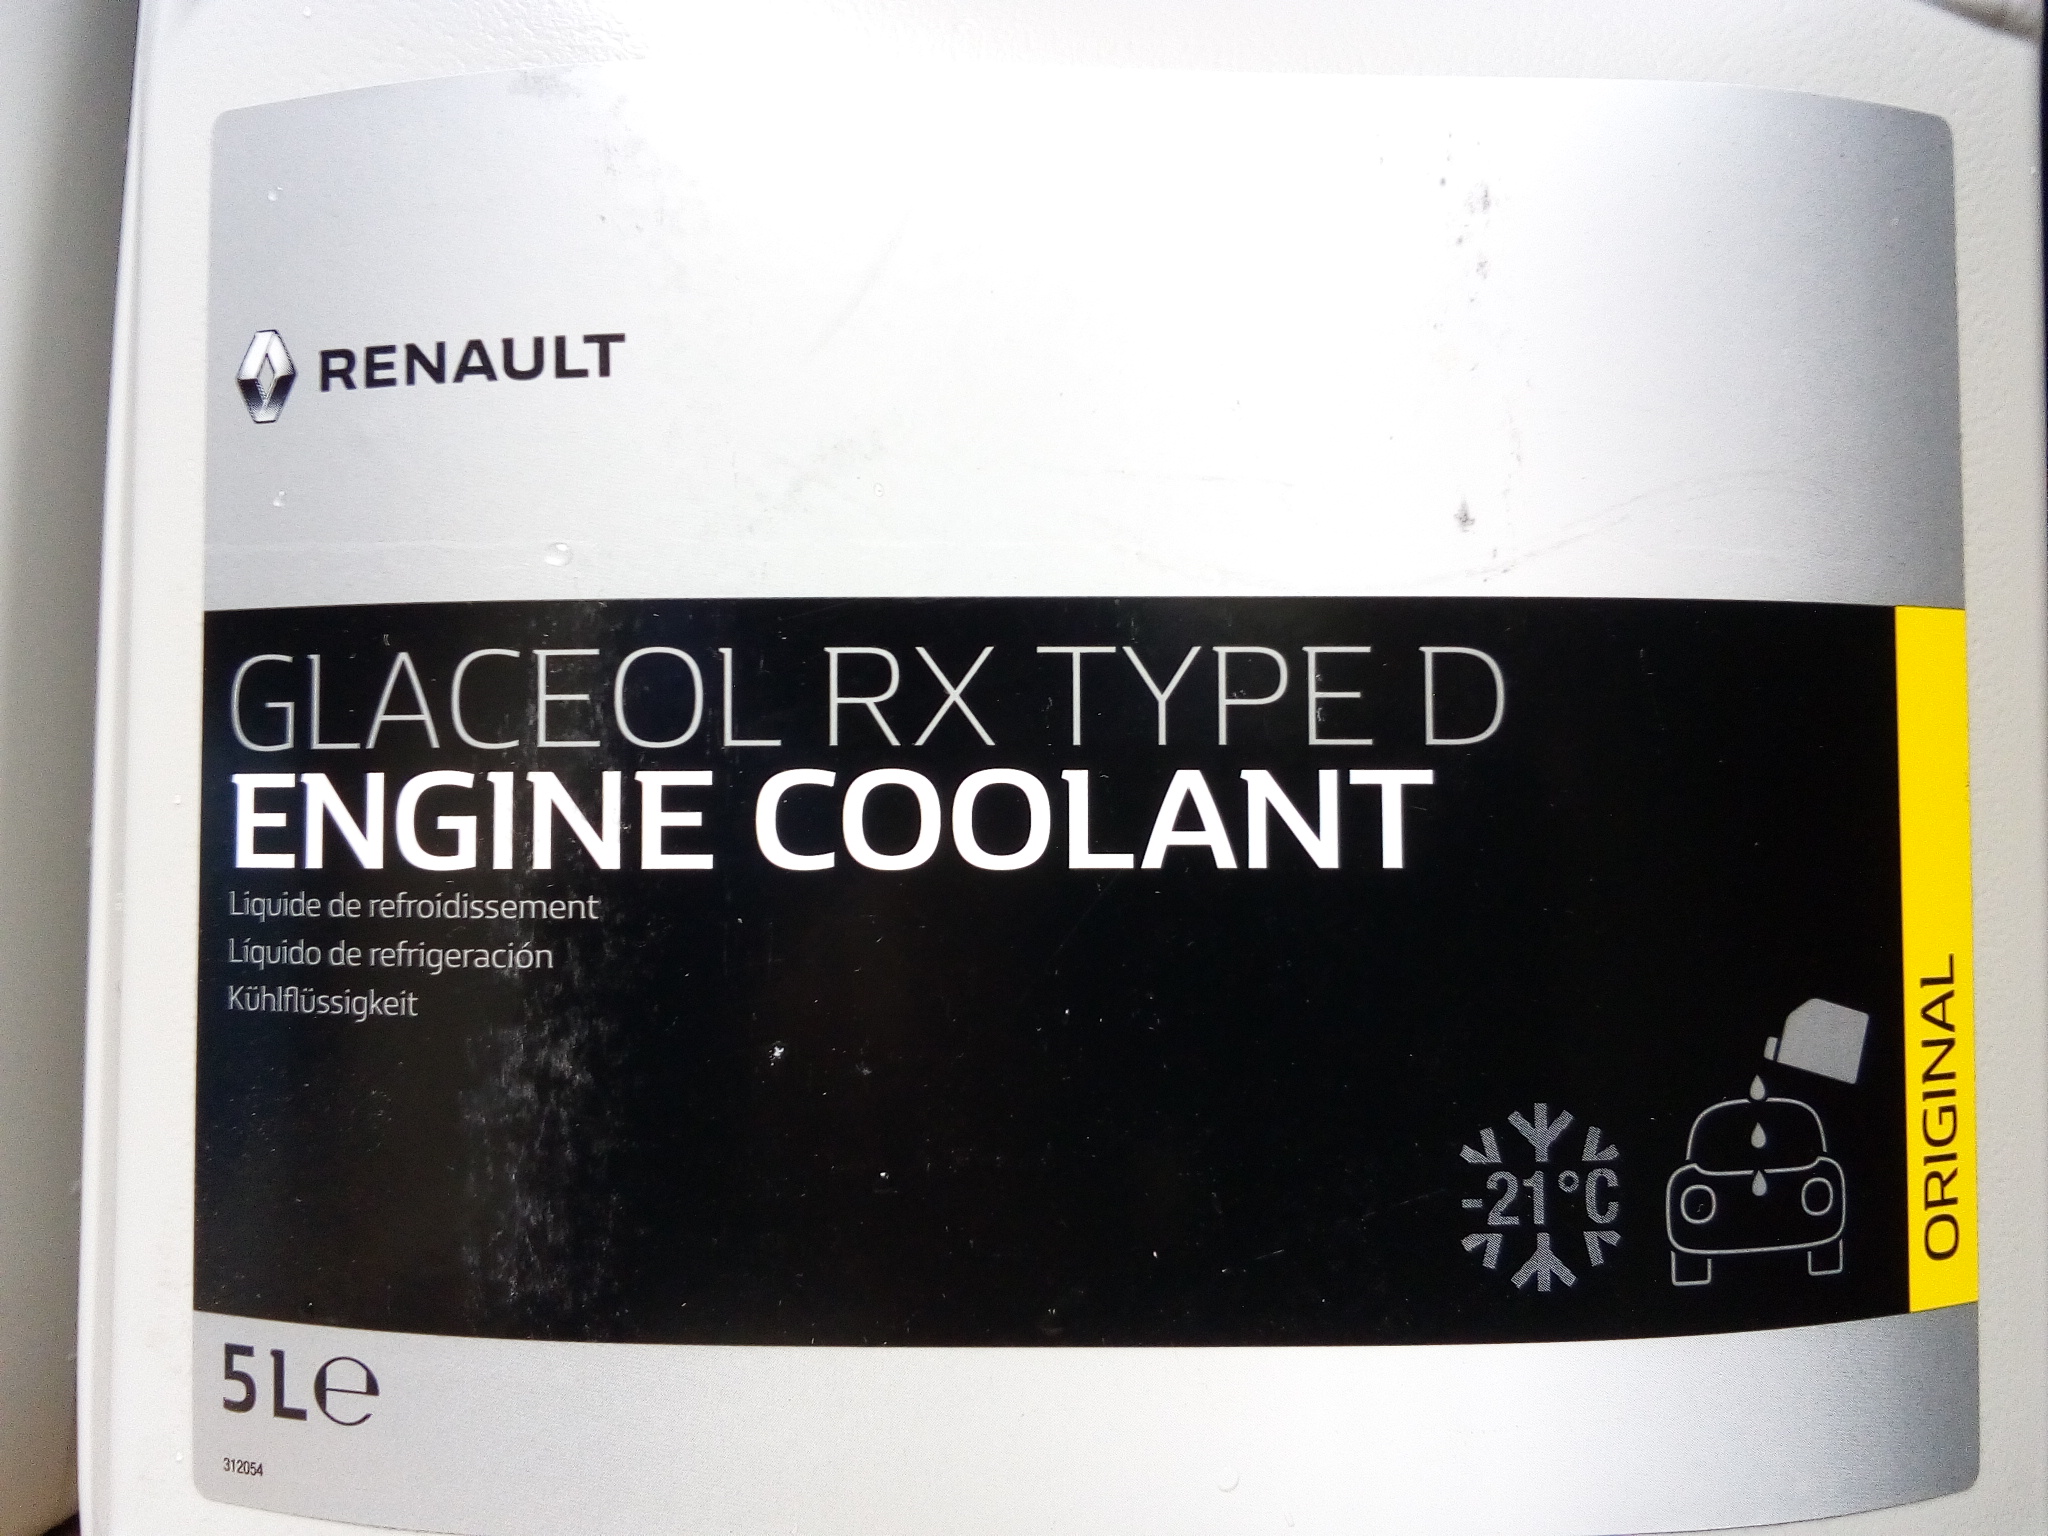 RENAULT
GLACEOL RX TYPE D
ENGINE COOLANT
Liquide de refroidissement
Líquido de refrigeración
Kühlflüssigkeit
-21°C
ORIGINAL
5L℮
312054